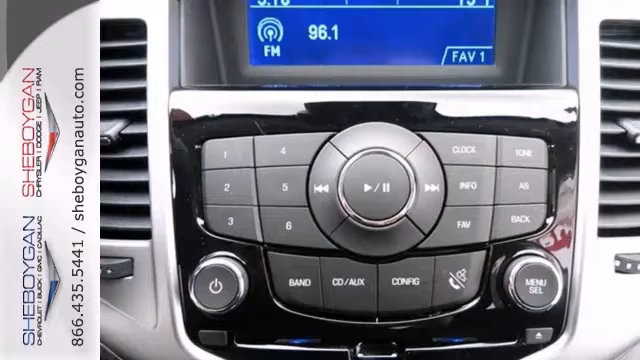 96.1
FM
FAV 1
1
4
CLOCK
TONE
2
5
INFO
AS
3
6
FAV
BACK
BAND
CD/AUX
CONFIG
MENU
SEL
SHEBOYGAN
CHRYSLER | DODGE | JEEP | RAM
SHEBOYGAN
CHEVROLET | BUICK | GMC | CADILLAC
866.435.5441 / sheboyganauto.com